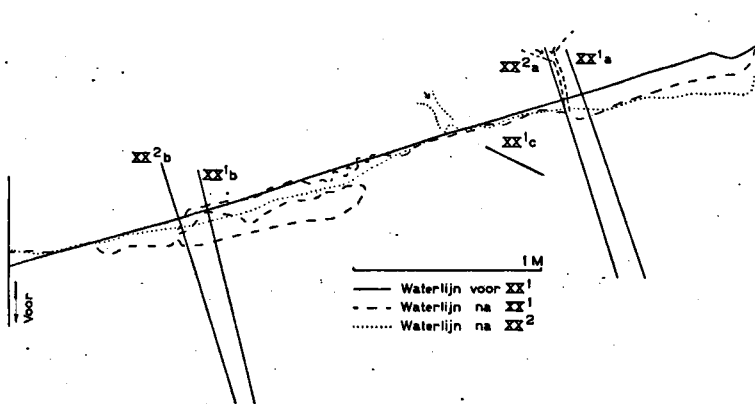 XX²a
XX¹a
XX¹c
XX²b
XX¹b
Voor
1 M
Waterlijn voor XX¹
Waterlijn na XX¹
Waterlijn na XX²